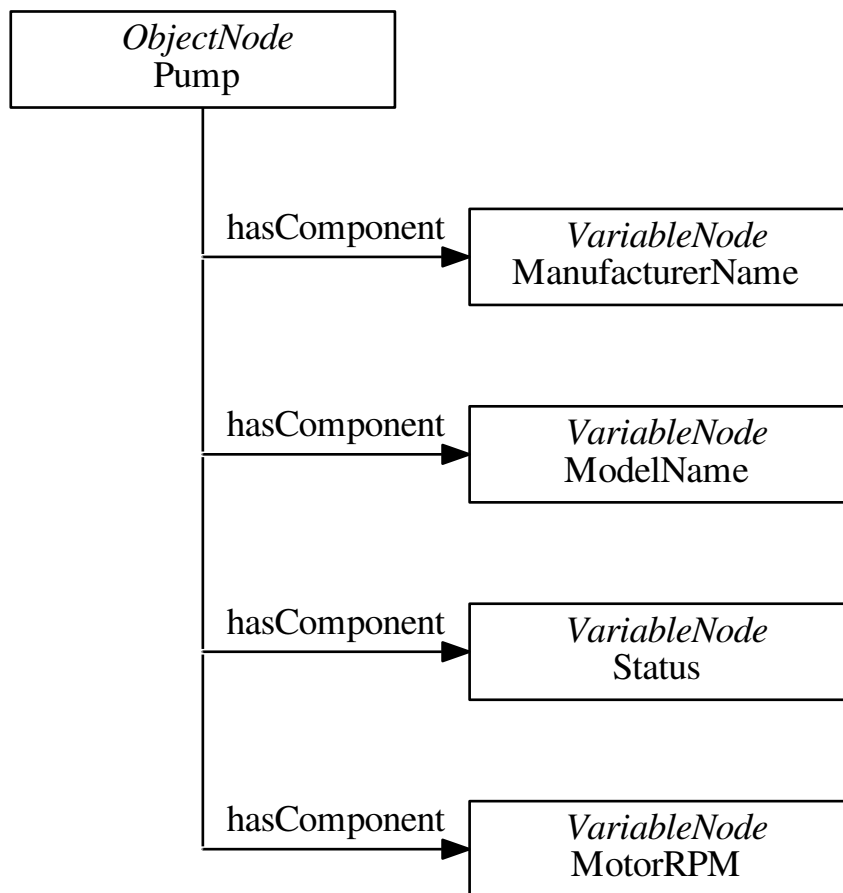 ObjectNode
Pump
hasComponent
VariableNode
ManufacturerName
hasComponent
VariableNode
ModelName
hasComponent
VariableNode
Status
hasComponent
VariableNode
MotorRPM